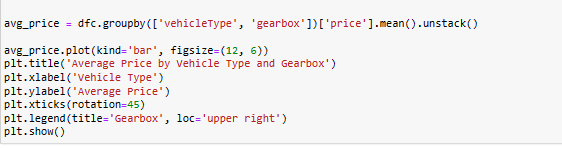 avg_price = dfc.groupby(['vehicleType', 'gearbox'])['price'].mean().unstack()
avg_price.plot(kind='bar', figsize=(12, 6))
plt.title('Average Price by Vehicle Type and Gearbox')
plt.xlabel('Vehicle Type')
plt.ylabel('Average Price')
plt.xticks(rotation=45)
plt.legend(title='Gearbox', loc='upper right')
plt.show()